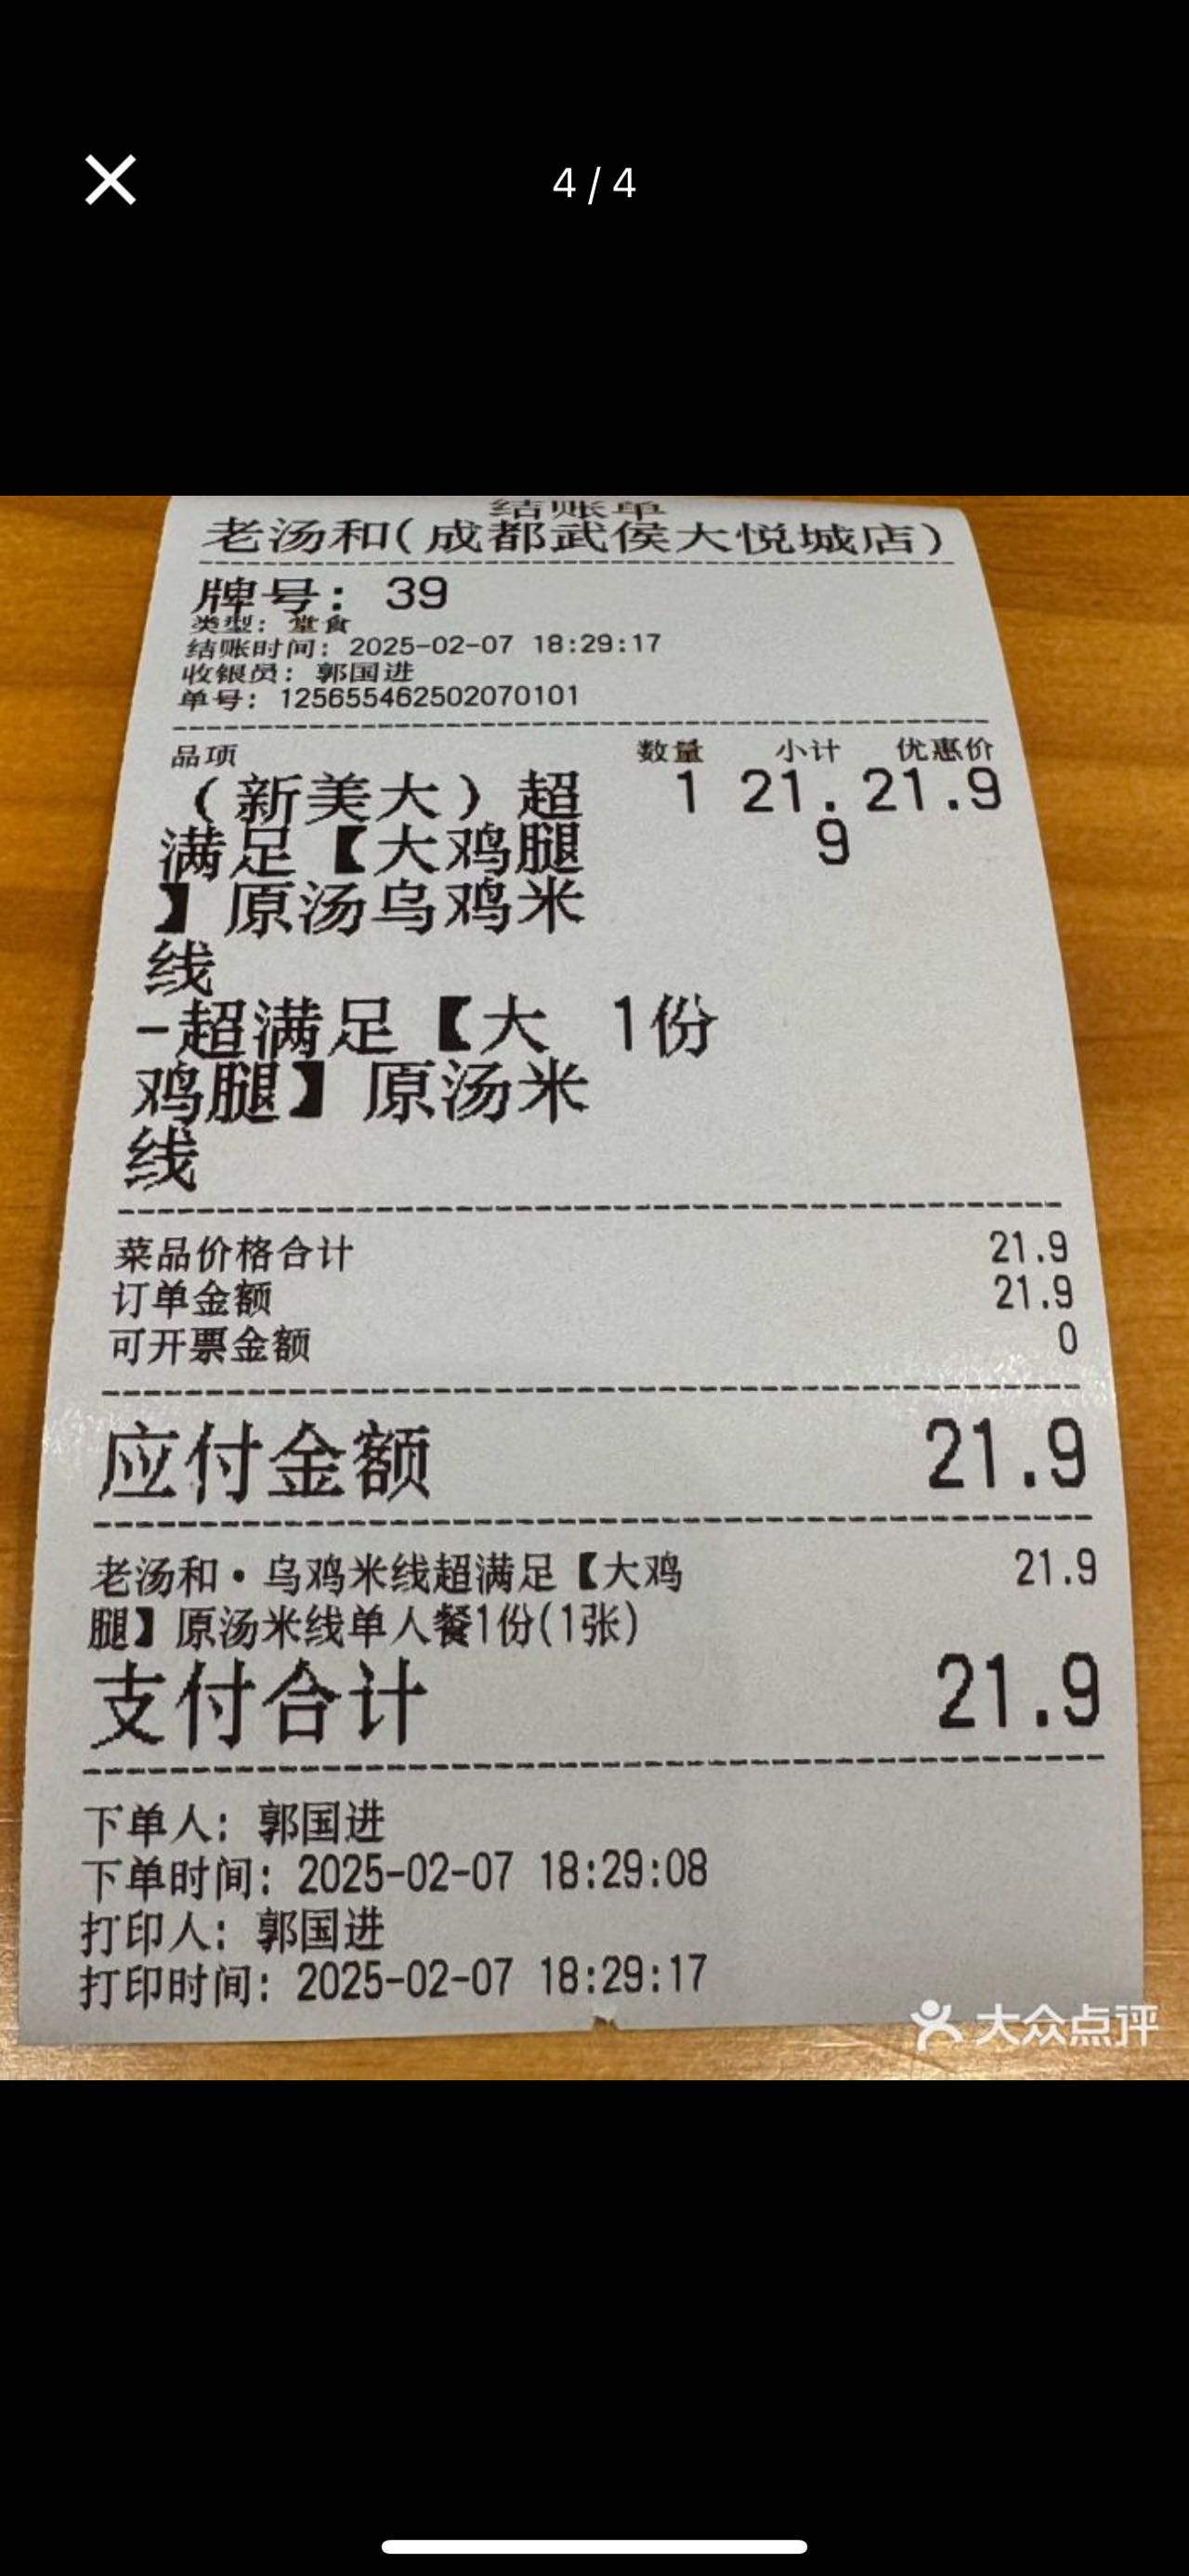 4 / 4
结账单
老汤和(成都武侯大悦城店)
牌号: 39
类型: 堂食
结账时间: 2025-02-07 18:29:17
收银员: 郭国进
单号: 125655462502070101
品项 数量 小计 优惠价
(新美大)超 1 21. 21.9
满足【大鸡腿 9
】原汤乌鸡米
线
-超满足【大 1份
鸡腿】原汤米
线
菜品价格合计 21.9
订单金额 21.9
可开票金额 0
应付金额 21.9
老汤和·乌鸡米线超满足【大鸡 21.9
腿】原汤米线单人餐1份(1张)
支付合计 21.9
下单人: 郭国进
下单时间: 2025-02-07 18:29:08
打印人: 郭国进
打印时间: 2025-02-07 18:29:17
大众点评